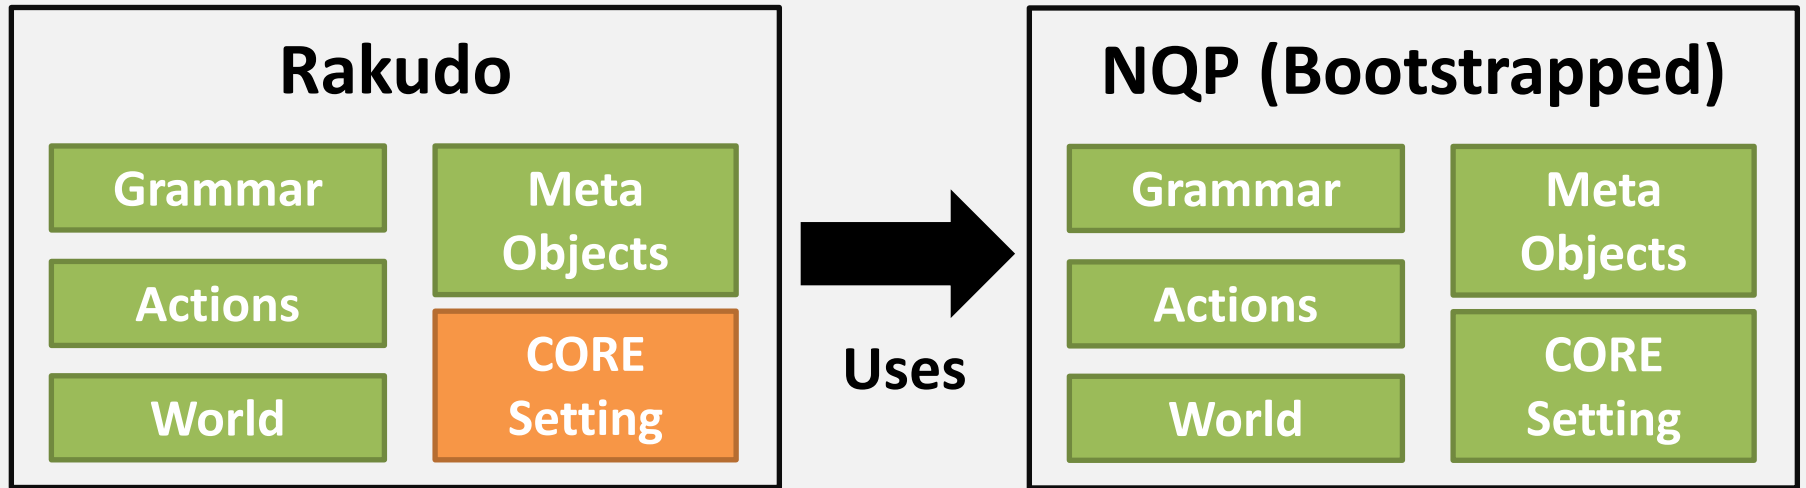 Rakudo
Grammar
Actions
World
Meta
Objects
CORE
Setting
Uses
NQP (Bootstrapped)
Grammar
Actions
World
Meta
Objects
CORE
Setting